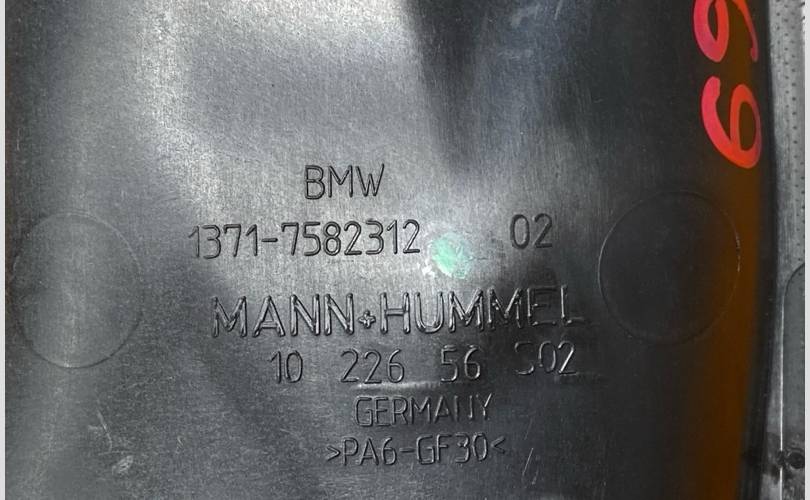 BMW
1371-7582312 02
MANN+HUMMEL
10 226 56 S02
GERMANY
>PA6-GF30<
69